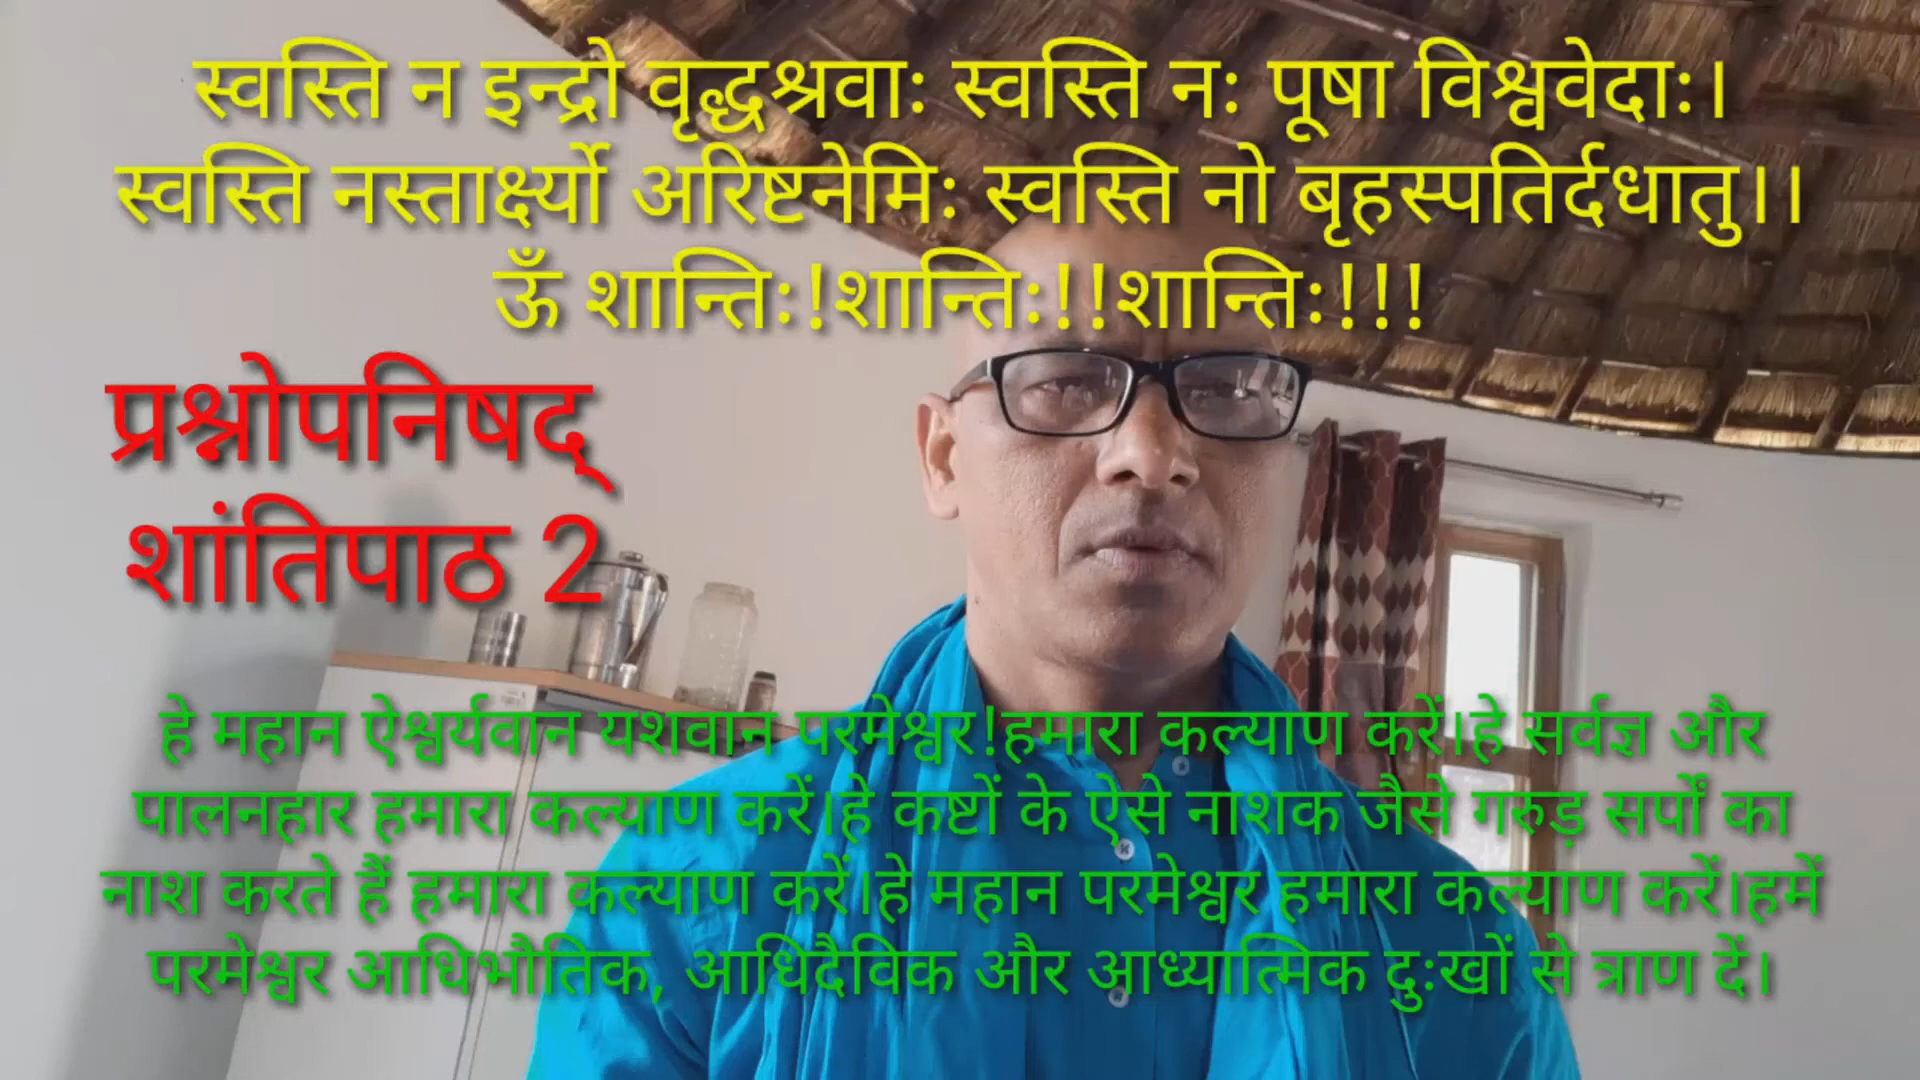 स्वस्ति न इन्द्रो वृद्धश्रवाः स्वस्ति नः पूषा विश्ववेदाः।
स्वस्ति नस्तार्क्ष्यो अरिष्टनेमिः स्वस्ति नो बृहस्पतिर्दधातु।।
ऊँ शान्तिः!शान्तिः!!शान्तिः!!!
प्रश्नोपनिषद्
शांतिपाठ 2
हे महान ऐश्वर्यवान यशवान परमेश्वर!हमारा कल्याण करें।हे सर्वज्ञ और
पालनहार हमारा कल्याण करें।हे कष्टों के ऐसे नाशक जैसे गरुड़ सर्पों का
नाश करते हैं हमारा कल्याण करें।हे महान परमेश्वर हमारा कल्याण करें।हमें
परमेश्वर आधिभौतिक, आधिदैविक और आध्यात्मिक दुःखों से त्राण दें।